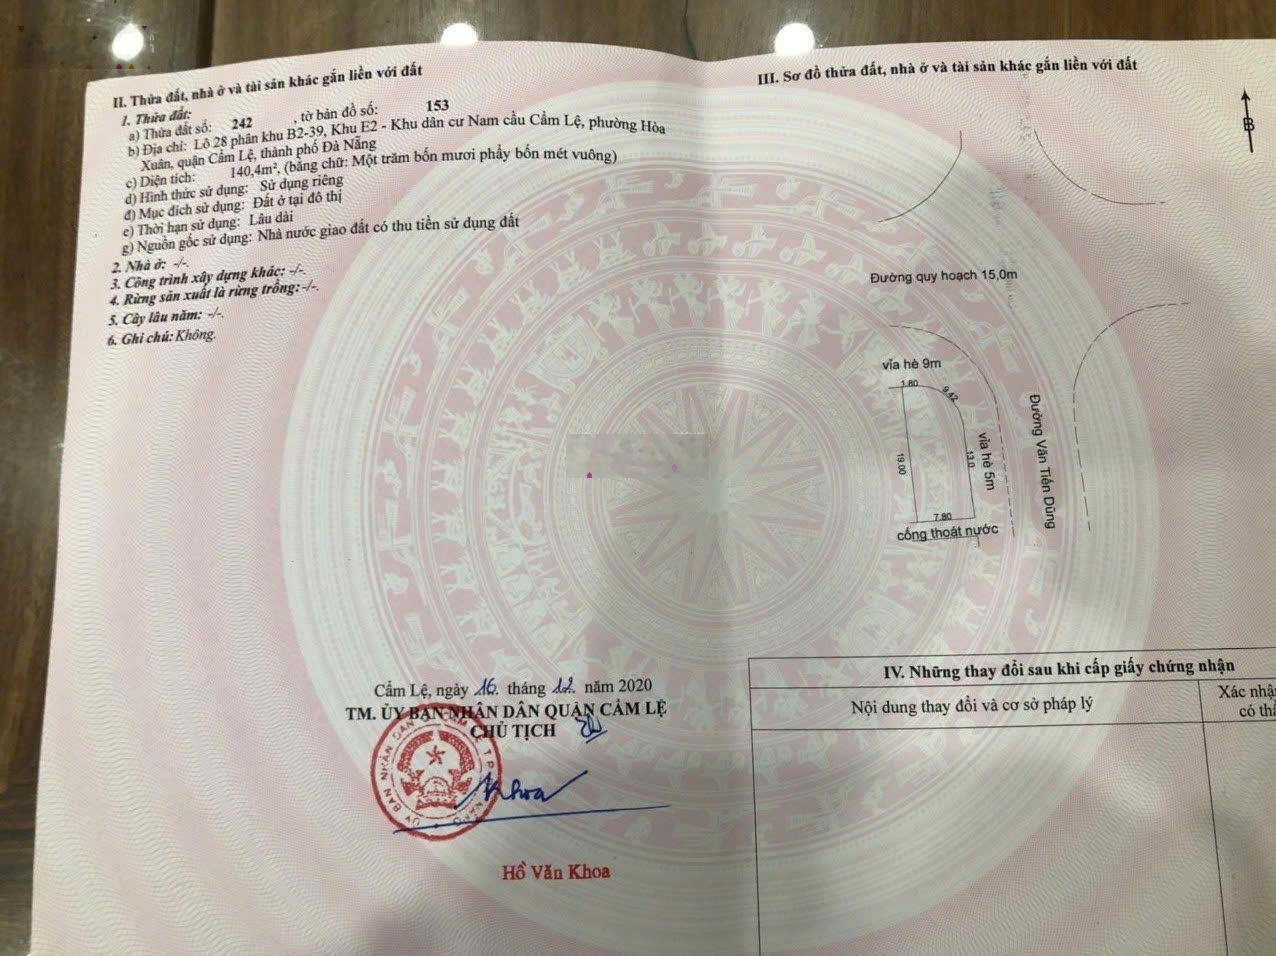 II. Thửa đất, nhà ở và tài sản khác gắn liền với đất
1. Thửa đất:
a) Thửa đất số: 242 , tờ bản đồ số: 153
b) Địa chỉ: Lô 28 phân khu B2-39, Khu E2 - Khu dân cư Nam cầu Cẩm Lệ, phường Hòa
Xuân, quận Cẩm Lệ, thành phố Đà Nẵng
c) Diện tích: 140,4m², (bằng chữ: Một trăm bốn mươi phẩy bốn mét vuông)
d) Hình thức sử dụng: Sử dụng riêng
đ) Mục đích sử dụng: Đất ở tại đô thị
e) Thời hạn sử dụng: Lâu dài
g) Nguồn gốc sử dụng: Nhà nước giao đất có thu tiền sử dụng đất
2. Nhà ở: -/-.
3. Công trình xây dựng khác: -/-.
4. Rừng sản xuất là rừng trồng: -/-.
5. Cây lâu năm: -/-.
6. Ghi chú: Không.
Cẩm Lệ, ngày 16. tháng 12. năm 2020
TM. ỦY BAN NHÂN DÂN QUẬN CẨM LỆ
CHỦ TỊCH
Khoa
Hồ Văn Khoa
III. Sơ đồ thửa đất, nhà ở và tài sản khác gắn liền với đất
B
Đường quy hoạch 15,0m
vỉa hè 9m
1.80
9.42
19.00
13.0
vỉa hè 5m
Đường Văn Tiến Dũng
7.80
cống thoát nước
IV. Những thay đổi sau khi cấp giấy chứng nhận
Nội dung thay đổi và cơ sở pháp lý
Xác nhận
có thẩ